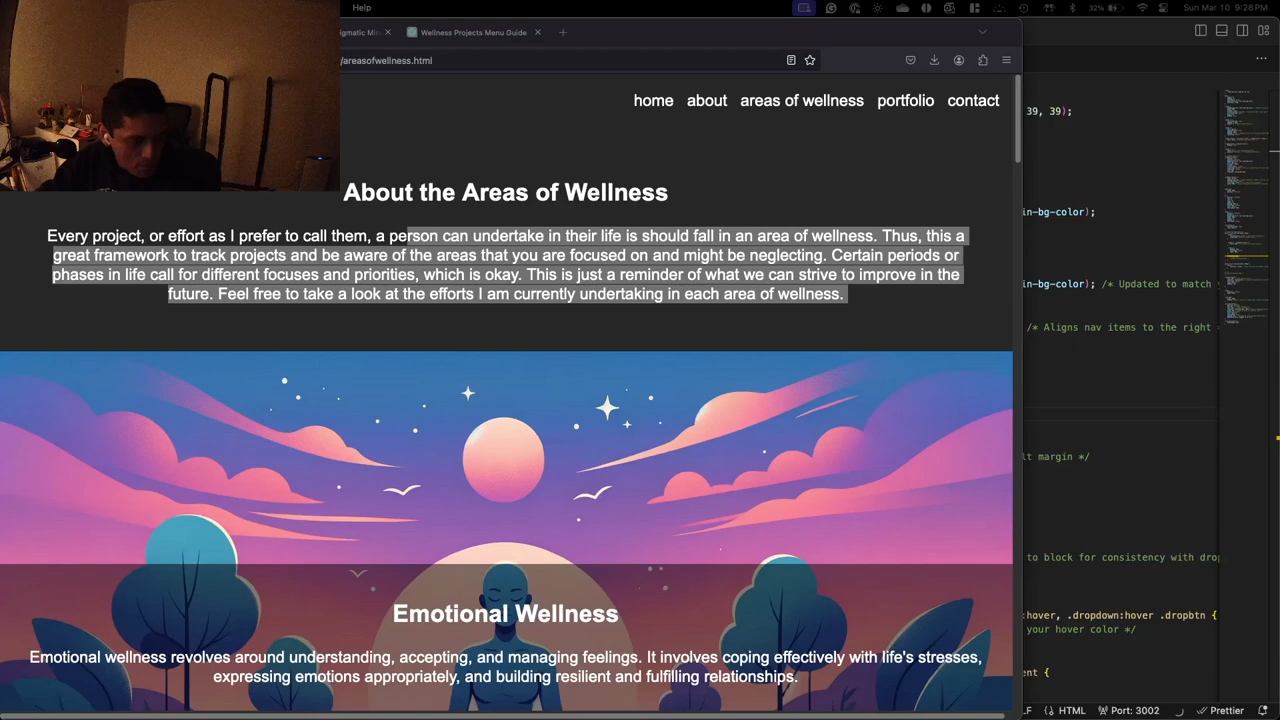 Help
32%
Sun Mar 10 9:28PM
Wellness Projects Menu Guide
/areasofwellness.html
home about areas of wellness portfolio contact
39, 39);
About the Areas of Wellness
Every project, or effort as I prefer to call them, a person can undertake in their life is should fall in an area of wellness. Thus, this a
great framework to track projects and be aware of the areas that you are focused on and might be neglecting. Certain periods or
phases in life call for different focuses and priorities, which is okay. This is just a reminder of what we can strive to improve in the
future. Feel free to take a look at the efforts I am currently undertaking in each area of wellness.
in-bg-color);
in-bg-color); /* Updated to match
/* Aligns nav items to the right
lt margin */
to block for consistency with
:hover, .dropdown:hover .dropbtn {
your hover color */
nt {
Emotional Wellness
Emotional wellness revolves around understanding, accepting, and managing feelings. It involves coping effectively with life's stresses,
expressing emotions appropriately, and building resilient and fulfilling relationships.
LF {} HTML Port: 3002 Prettier